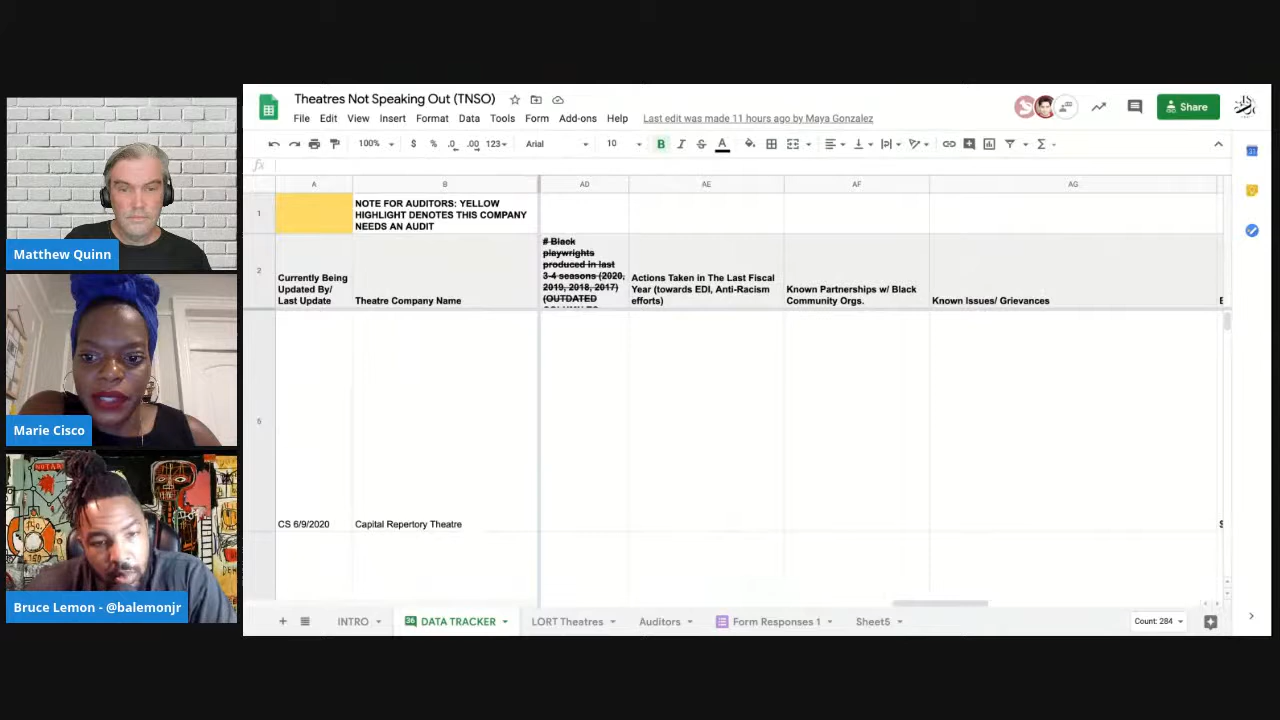 Theatres Not Speaking Out (TNSO)
File Edit View Insert Format Data Tools Form Add-ons Help Last edit was made 11 hours ago by Maya Gonzalez
Share
100% $ % .0 .00 123 Arial 10 B I S A
fx
A B AD AE AF AG
1
NOTE FOR AUDITORS: YELLOW
HIGHLIGHT DENOTES THIS COMPANY
NEEDS AN AUDIT
2
Currently Being
Updated By/
Last Update
Theatre Company Name
# Black
playwrights
produced in last
3-4 seasons (2020,
2019, 2018, 2017)
(OUTDATED
Actions Taken in The Last Fiscal
Year (towards EDI, Anti-Racism
efforts)
Known Partnerships w/ Black
Community Orgs.
Known Issues/ Grievances
CS 6/9/2020
Capital Repertory Theatre
INTRO
36 DATA TRACKER
LORT Theatres
Auditors
Form Responses 1
Sheet5
Count: 284
Matthew Quinn
Marie Cisco
Bruce Lemon - @balemonjr